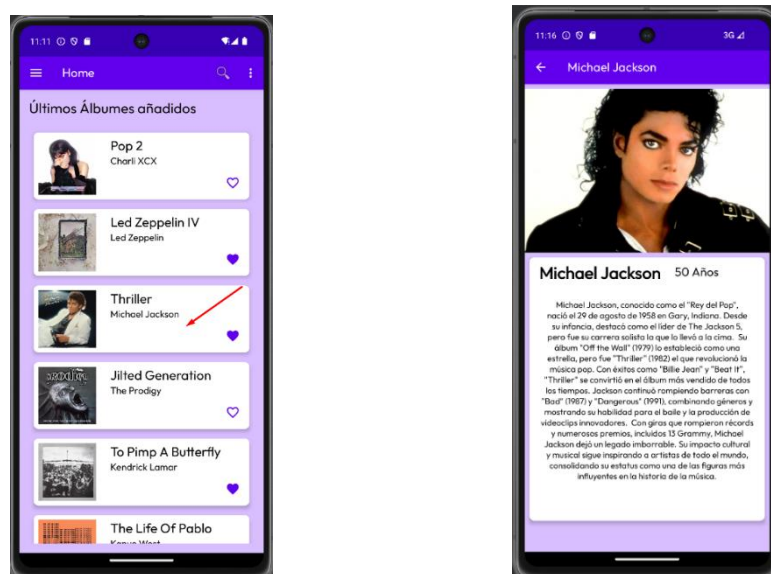 11:11
Home
Últimos Álbumes añadidos
Pop 2
Charli XCX
Led Zeppelin IV
Led Zeppelin
Thriller
Michael Jackson
Jilted Generation
The Prodigy
To Pimp A Butterfly
Kendrick Lamar
The Life Of Pablo
Kanye West
11:16
3G
Michael Jackson
Michael Jackson 50 Años
Michael Jackson, conocido como el "Rey del Pop",
nació el 29 de agosto de 1958 en Gary, Indiana. Desde
su infancia, destacó como el líder de The Jackson 5,
pero fue su carrera solista la que lo llevó a la cima. Su
álbum "Off the Wall" (1979) lo estableció como una
estrella, pero fue "Thriller" (1982) el que revolucionó la
música pop. Con éxitos como "Billie Jean" y "Beat It",
"Thriller" se convirtió en el álbum más vendido de todos
los tiempos. Jackson continuó rompiendo barreras con
"Bad" (1987) y "Dangerous" (1991), combinando géneros y
mostrando su habilidad para el baile y la producción de
videoclips innovadores. Con giras que rompieron récords
y numerosos premios, incluidos 13 Grammy, Michael
Jackson dejó un legado imborrable. Su impacto cultural
y musical sigue inspirando a artistas de todo el mundo,
consolidando su estatus como una de las figuras más
influyentes en la historia de la música.